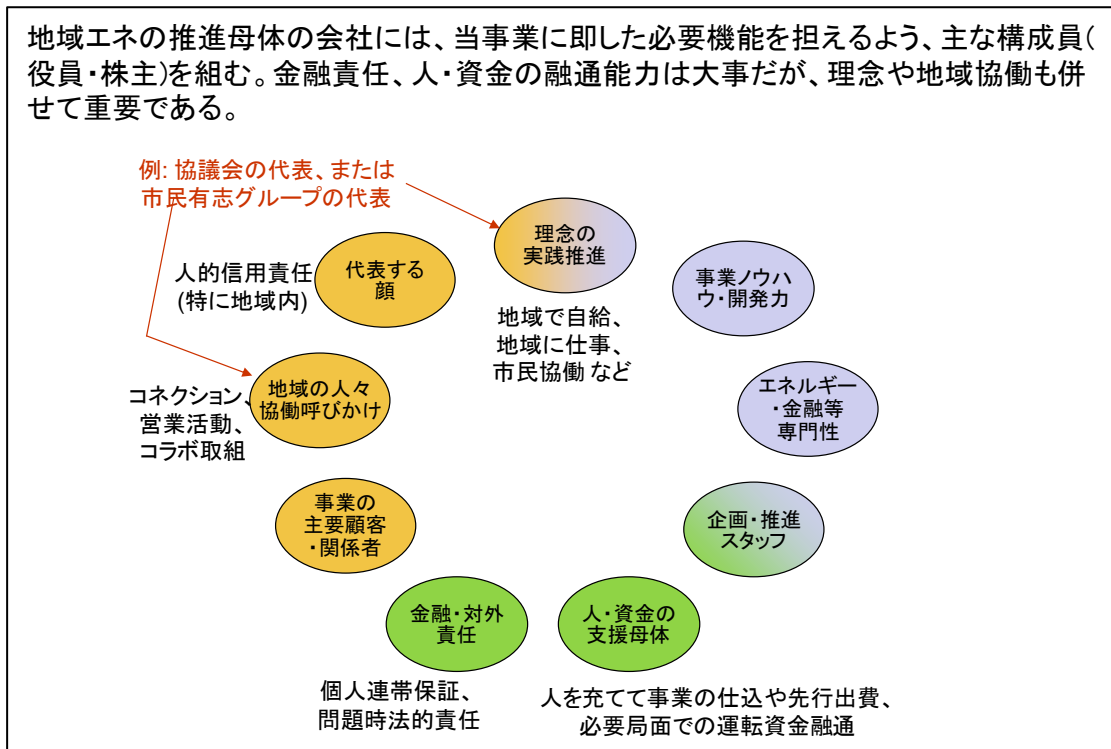 地域エネの推進母体の会社には、当事業に即した必要機能を担えるよう、主な構成員(
役員・株主)を組む。金融責任、人・資金の融通能力は大事だが、理念や地域協働も併
せて重要である。
例: 協議会の代表、または
市民有志グループの代表
理念の
実践推進
地域で自給、
地域に仕事、
市民協働 など
代表する
顔
人的信用責任
(特に地域内)
事業ノウハ
ウ・開発力
地域の人々
協働呼びかけ
コネクション、
営業活動、
コラボ取組
エネルギー
・金融等
専門性
事業の
主要顧客
・関係者
企画・推進
スタッフ
金融・対外
責任
個人連帯保証、
問題時法的責任
人・資金の
支援母体
人を充てて事業の仕込や先行出費、
必要局面での運転資金融通